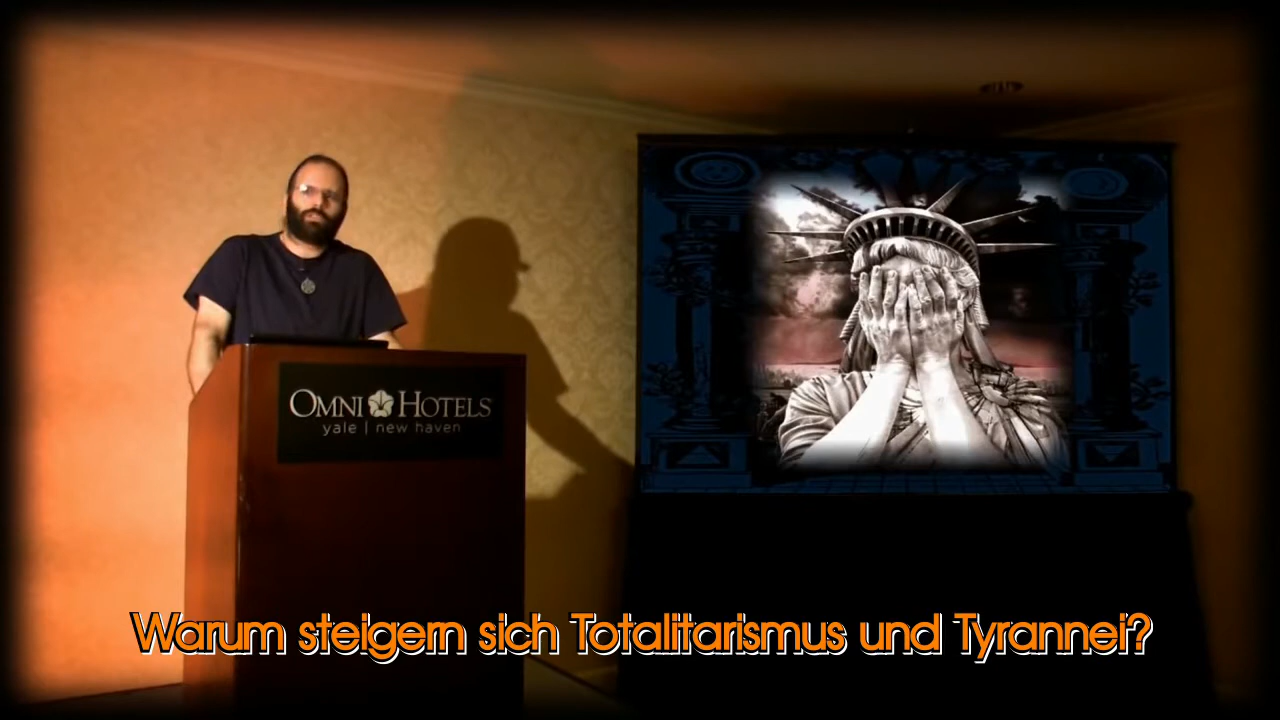 OMNI HOTELS
yale | new haven
Warum steigern sich Totalitarismus und Tyrannei?